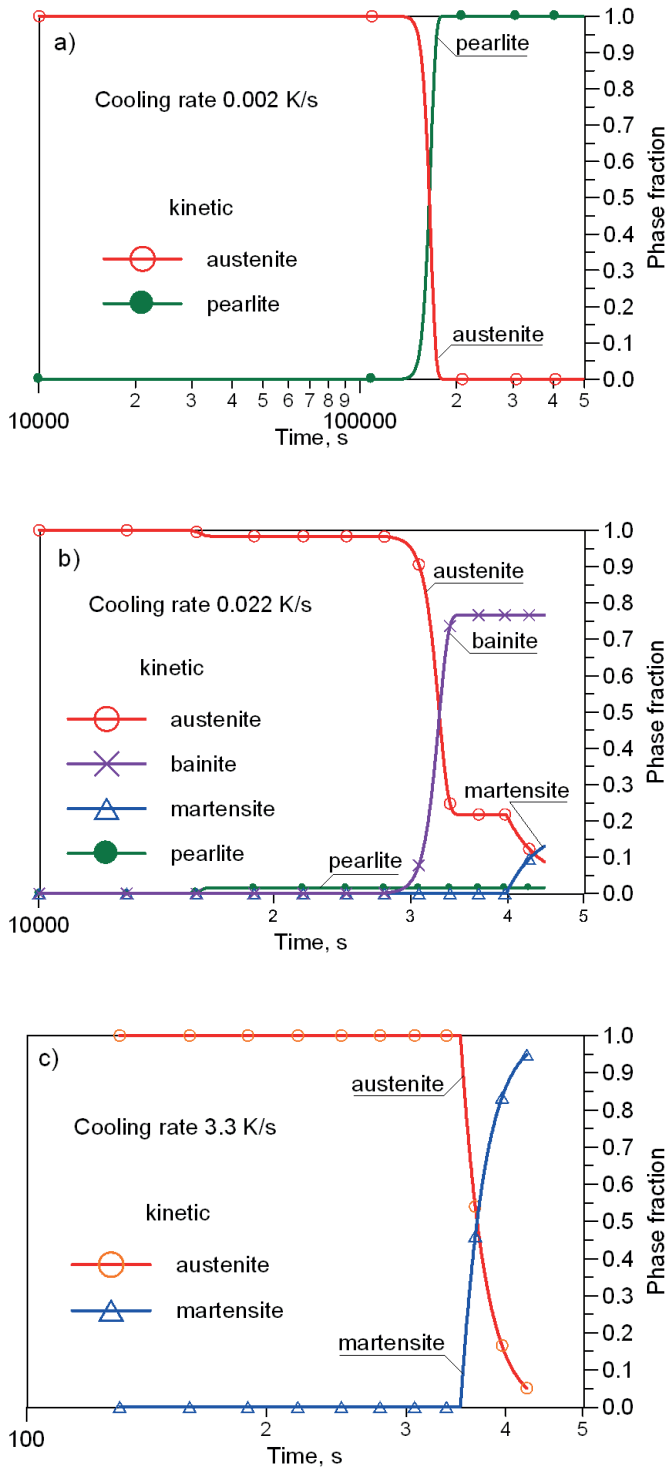 a)
Cooling rate 0.002 K/s
kinetic
austenite
pearlite
pearlite
austenite
1.0
0.9
0.8
0.7
0.6
0.5
0.4
0.3
0.2
0.1
0.0
Phase fraction
10000 2 3 4 5 6 7 8 9 100000 2 3 4 5
Time, s
b)
Cooling rate 0.022 K/s
kinetic
austenite
bainite
martensite
pearlite
austenite
bainite
martensite
pearlite
1.0
0.9
0.8
0.7
0.6
0.5
0.4
0.3
0.2
0.1
0.0
Phase fraction
10000 2 3 4 5
Time, s
c)
Cooling rate 3.3 K/s
kinetic
austenite
martensite
austenite
martensite
1.0
0.9
0.8
0.7
0.6
0.5
0.4
0.3
0.2
0.1
0.0
Phase fraction
100 2 3 4 5
Time, s